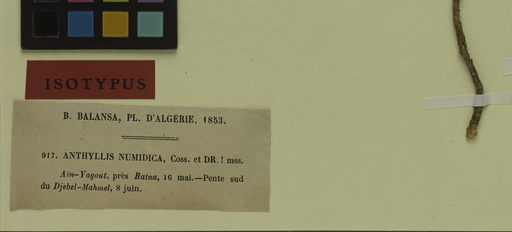 ISOTYPUS
B. BALANSA, PL. D'ALGÉRIE, 1853.
917. ANTHYLLIS NUMIDICA, Coss. et DR.! mss.
Aïn-Yagout, près Batna, 16 mai.—Pente sud
du Djebel-Mahmel, 8 juin.